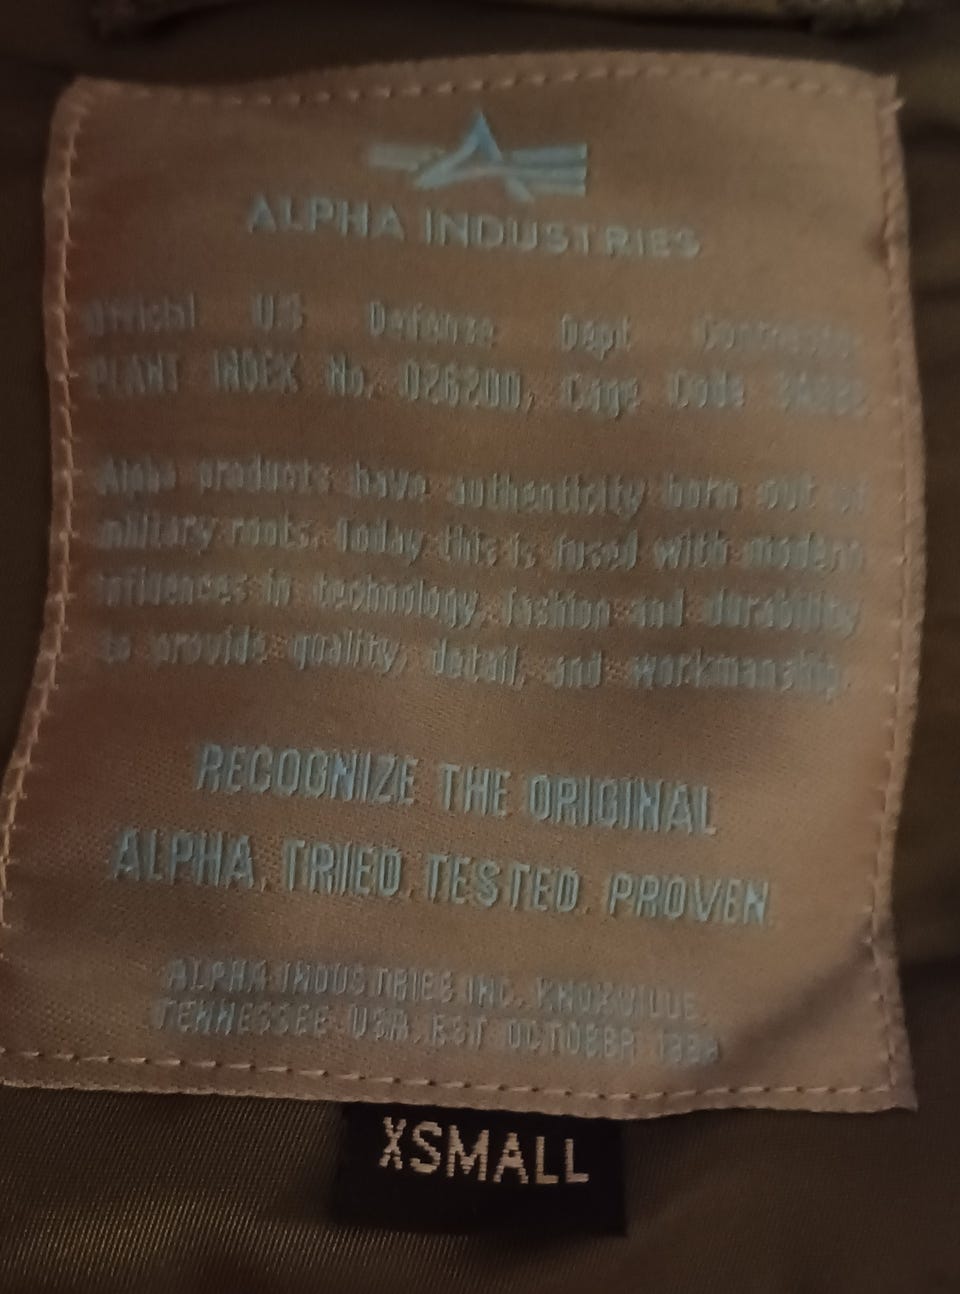 ALPHA INDUSTRIES
Official US Defense Dept
PLANT INDEX No. 026200, Cage Code
Alpha products have authenticity born out of
military roots. Today this is fused with modern
influences in technology, fashion and durability
to provide quality, detail, and workmanship.
RECOGNIZE THE ORIGINAL
ALPHA. TRIED. TESTED. PROVEN.
ALPHA INDUSTRIES INC. KNOXVILLE,
TENNESSEE USA. EST OCTOBER
XSMALL